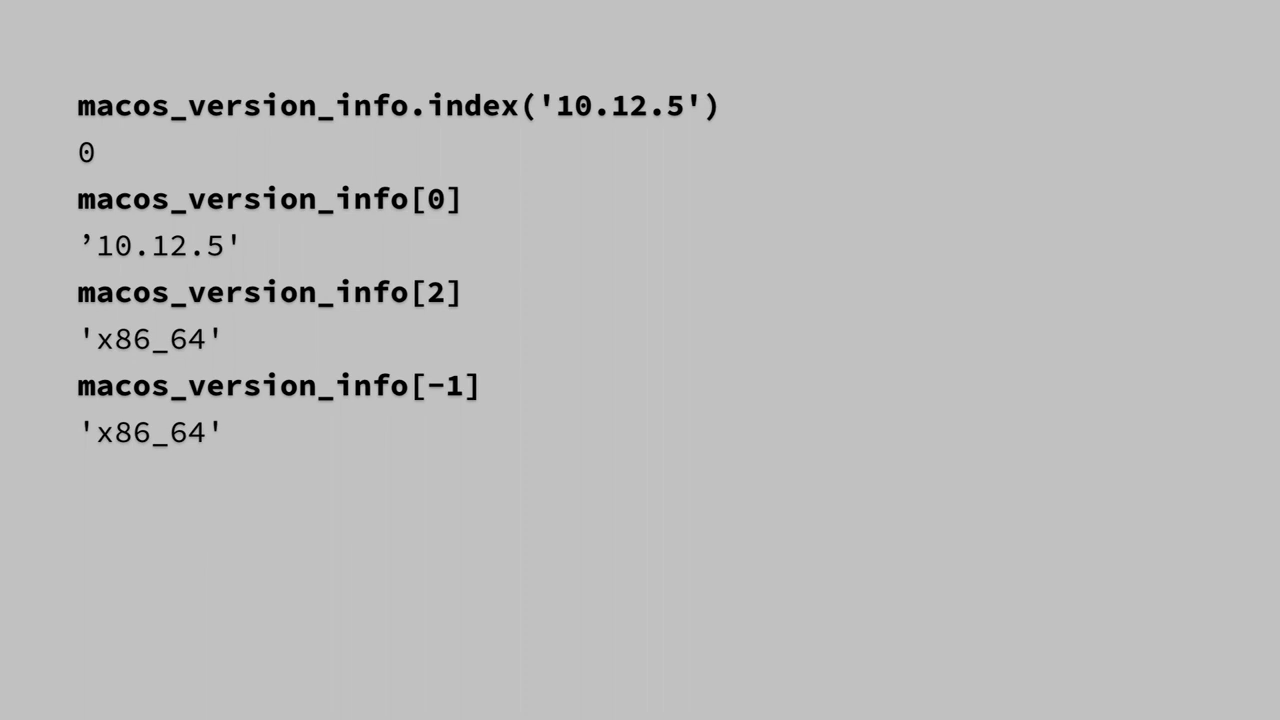 macos_version_info.index('10.12.5')
0
macos_version_info[0]
’10.12.5'
macos_version_info[2]
'x86_64'
macos_version_info[-1]
'x86_64'